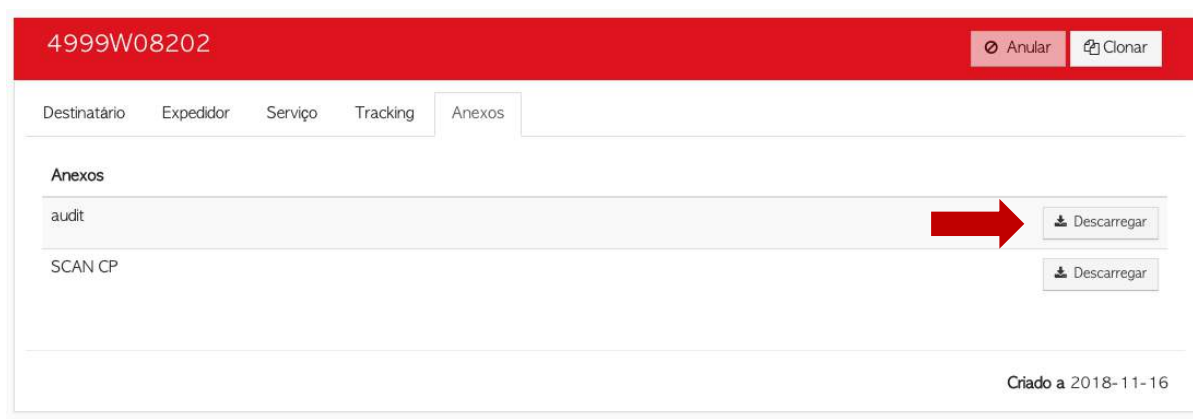 4999W08202
Anular
Clonar
Destinatário Expedidor Serviço Tracking Anexos
Anexos
audit
Descarregar
SCAN CP
Descarregar
Criado a 2018-11-16